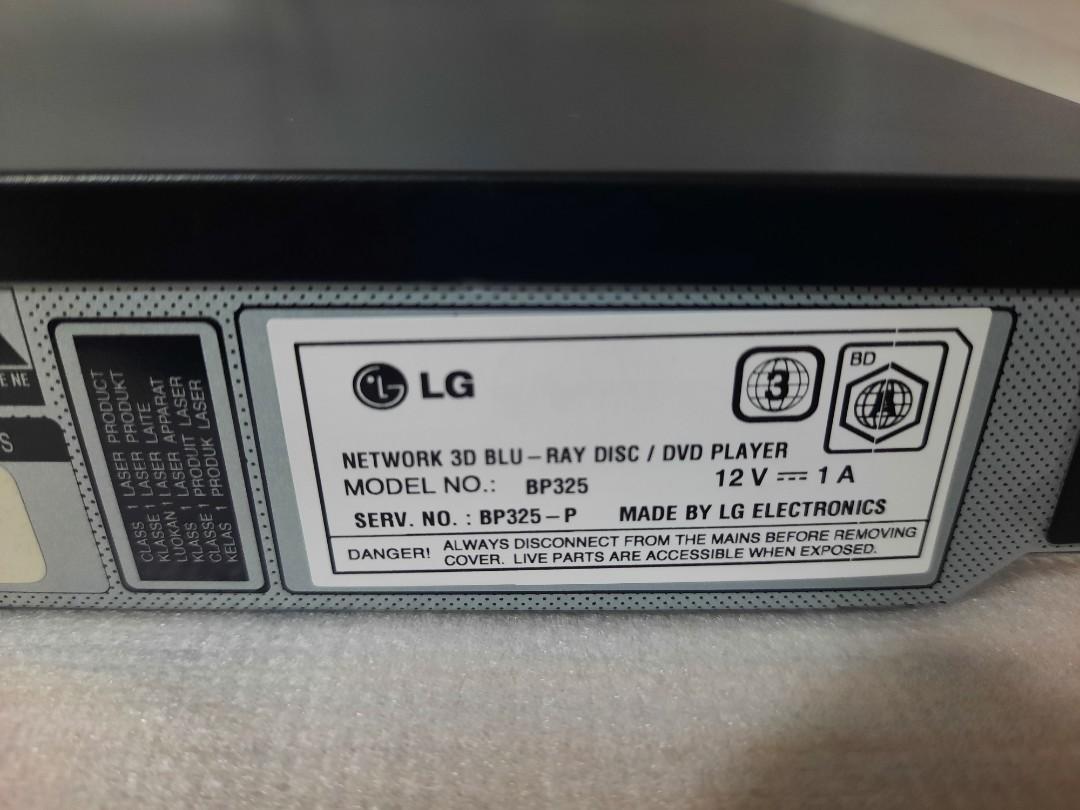 E NE
S
CLASS 1 LASER PRODUCT
KLASSE 1 LASER PRODUKT
LUOKAN 1 LASER LAITE
KLASS 1 LASER APPARAT
CLASSE 1 PRODUIT LASER
KELAS 1 PRODUK LASER
LG
3
BD
A
NETWORK 3D BLU-RAY DISC / DVD PLAYER
MODEL NO.: BP325 12 V ⎓ 1 A
SERV. NO. : BP325-P MADE BY LG ELECTRONICS
DANGER! ALWAYS DISCONNECT FROM THE MAINS BEFORE REMOVING
COVER. LIVE PARTS ARE ACCESSIBLE WHEN EXPOSED.